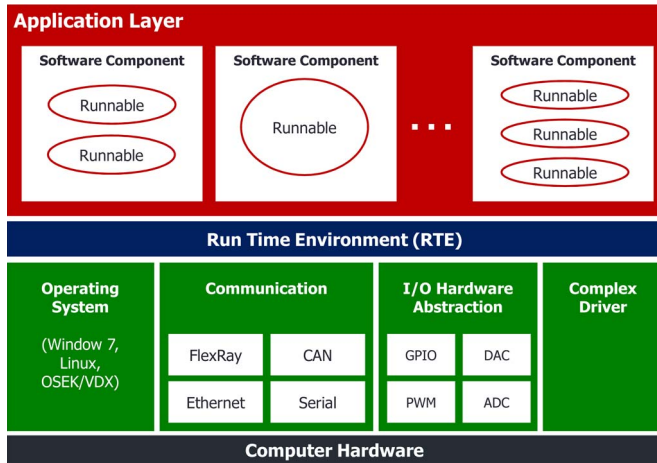 Application Layer
Software Component
Runnable
Runnable
Software Component
Runnable
...
Software Component
Runnable
Runnable
Runnable
Run Time Environment (RTE)
Operating
System
(Window 7,
Linux,
OSEK/VDX)
Communication
FlexRay
CAN
Ethernet
Serial
I/O Hardware
Abstraction
GPIO
DAC
PWM
ADC
Complex
Driver
Computer Hardware